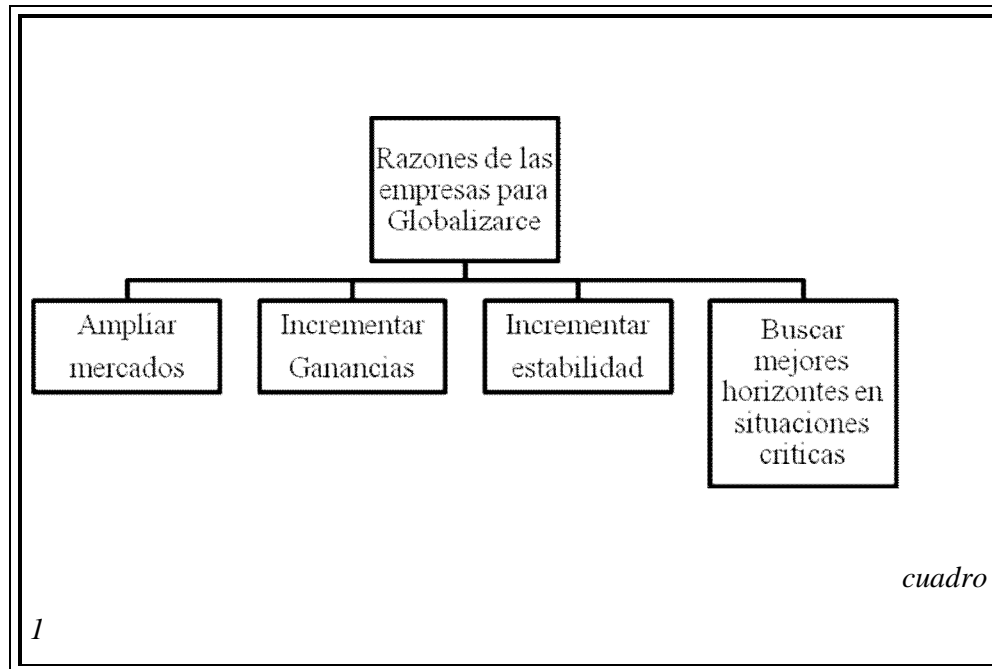 Razones de las
empresas para
Globalizarce
Ampliar
mercados
Incrementar
Ganancias
Incrementar
estabilidad
Buscar
mejores
horizontes en
situaciones
criticas
cuadro
1